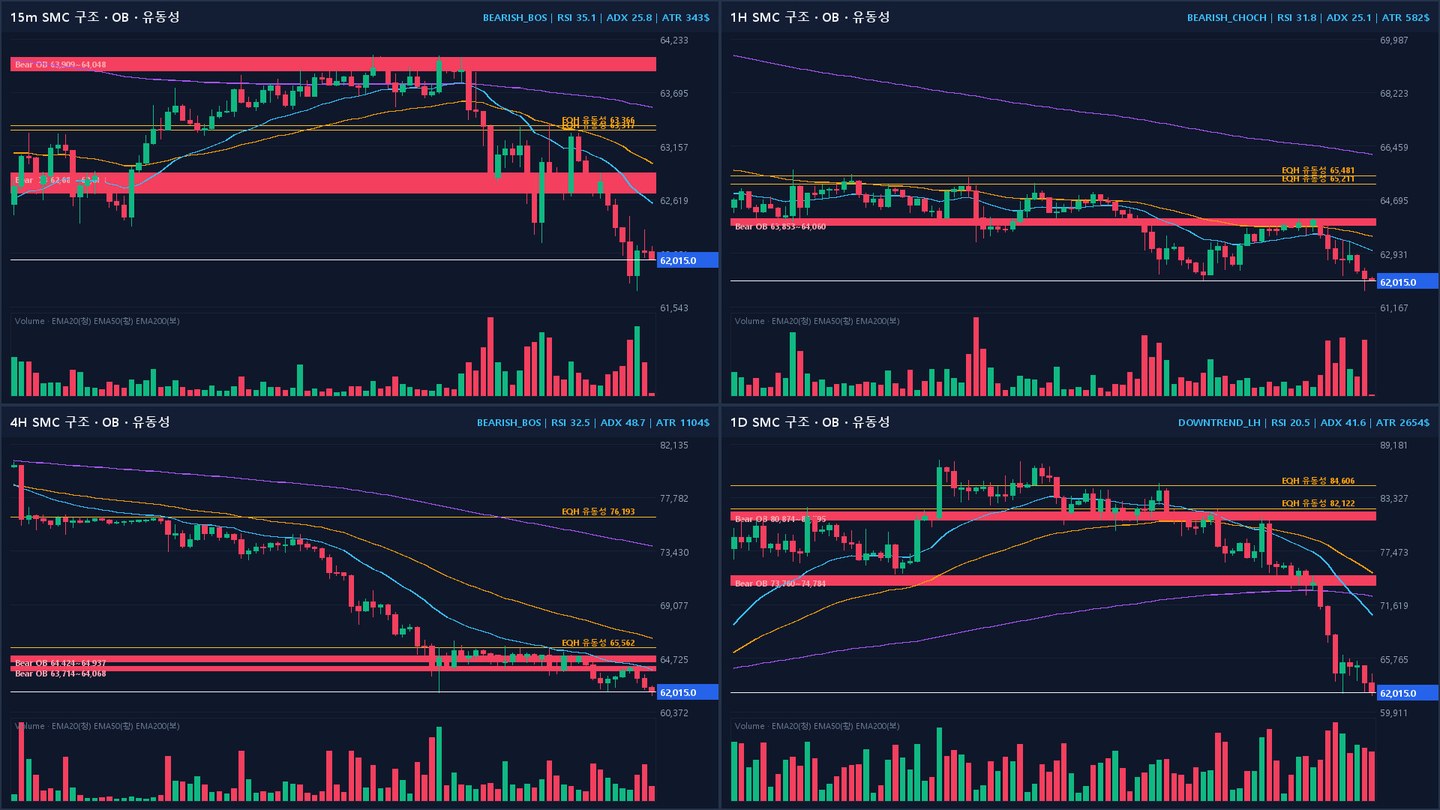 15m SMC 구조 · OB · 유동성
BEARISH_BOS | RSI 35.1 | ADX 25.8 | ATR 343$
64,233
Bear OB 63,909~64,048
63,695
EQH 유동성 63,366
EQH 유동성 63,317
63,157
Bear
62,619
62,015.0
61,543
Volume · EMA20(청) EMA50(황) EMA200(보)
1H SMC 구조 · OB · 유동성
BEARISH_CHOCH | RSI 31.8 | ADX 25.1 | ATR 582$
69,987
68,223
66,459
EQH 유동성 65,481
EQH 유동성 65,211
64,695
Bear OB 63,853~64,060
62,931
62,015.0
61,167
Volume · EMA20(청) EMA50(황) EMA200(보)
4H SMC 구조 · OB · 유동성
BEARISH_BOS | RSI 32.5 | ADX 48.7 | ATR 1104$
82,135
77,782
EQH 유동성 76,193
73,430
69,077
EQH 유동성 65,562
64,725
Bear OB 64,424~64,937
Bear OB 63,714~64,068
62,015.0
60,372
Volume · EMA20(청) EMA50(황) EMA200(보)
1D SMC 구조 · OB · 유동성
DOWNTREND_LH | RSI 20.5 | ADX 41.6 | ATR 2654$
89,181
EQH 유동성 84,606
83,327
EQH 유동성 82,122
Bear OB 80,874~
77,473
Bear OB 73,760~74,784
71,619
65,765
62,015.0
59,911
Volume · EMA20(청) EMA50(황) EMA200(보)